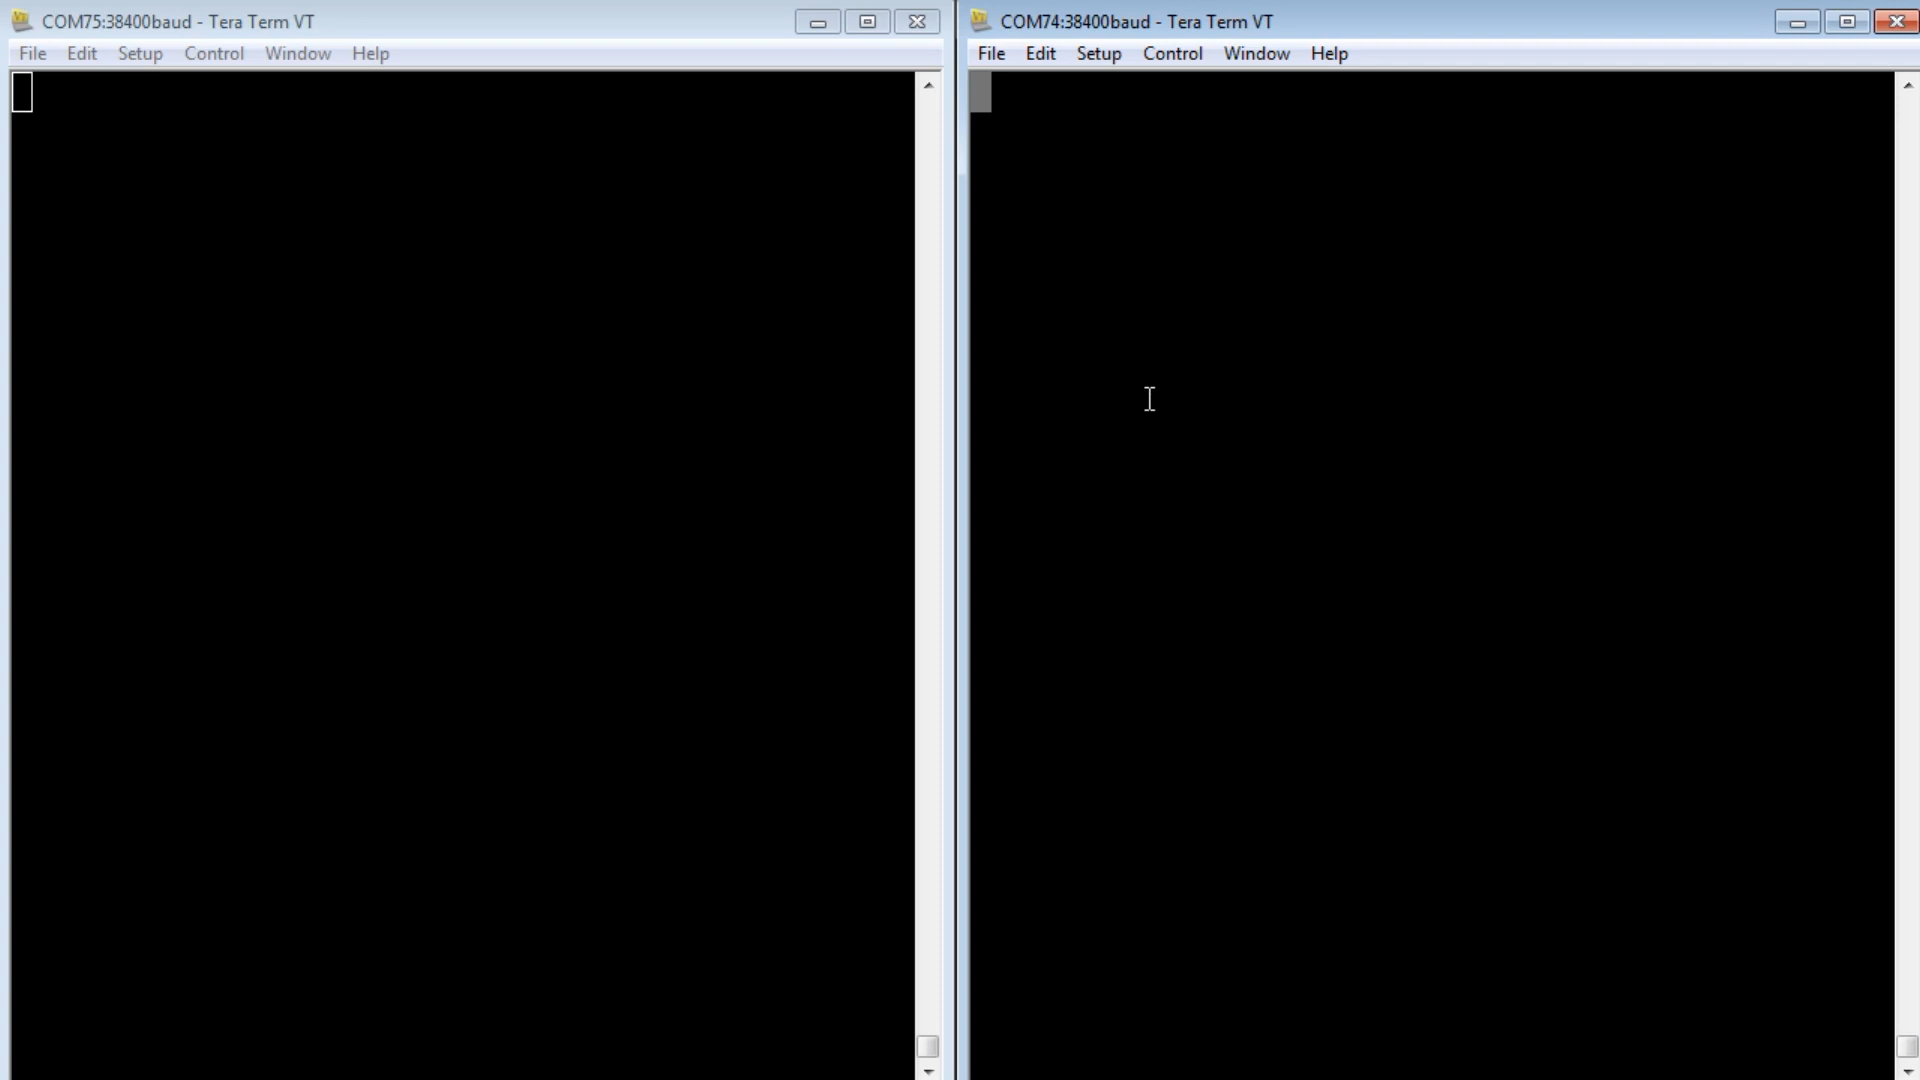 COM75:38400baud - Tera Term VT
File Edit Setup Control Window Help
COM74:38400baud - Tera Term VT
File Edit Setup Control Window Help